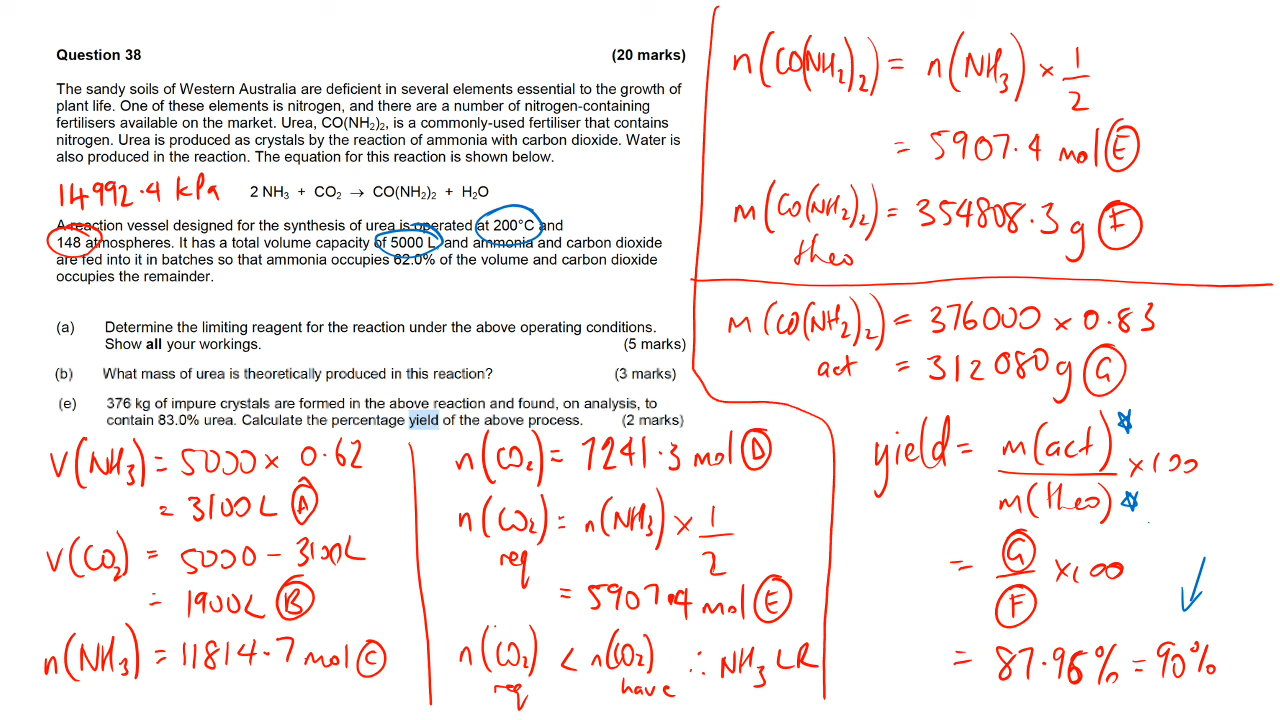 Question 38 (20 marks)
The sandy soils of Western Australia are deficient in several elements essential to the growth of
plant life. One of these elements is nitrogen, and there are a number of nitrogen-containing
fertilisers available on the market. Urea, CO(NH₂)₂, is a commonly-used fertiliser that contains
nitrogen. Urea is produced as crystals by the reaction of ammonia with carbon dioxide. Water is
also produced in the reaction. The equation for this reaction is shown below.
14992.4 kPa
2 NH₃ + CO₂ → CO(NH₂)₂ + H₂O
A reaction vessel designed for the synthesis of urea is operated at 200°C and
148 atmospheres. It has a total volume capacity of 5000 L, and ammonia and carbon dioxide
are fed into it in batches so that ammonia occupies 62.0% of the volume and carbon dioxide
occupies the remainder.
(a) Determine the limiting reagent for the reaction under the above operating conditions.
Show all your workings. (5 marks)
(b) What mass of urea is theoretically produced in this reaction? (3 marks)
(e) 376 kg of impure crystals are formed in the above reaction and found, on analysis, to
contain 83.0% urea. Calculate the percentage yield of the above process. (2 marks)
V(NH₃) = 5000 × 0.62
= 3100L A
V(CO₂) = 5000 - 3100L
= 1900L B
n(NH₃) = 11814.7 mol C
n(CO₂) = 7241.3 mol D
n(CO₂) = n(NH₃) × 1/2
req
= 5907.4 mol E
n(CO₂) < n(CO₂) ∴ NH₃ LR
req have
n(CO(NH₂)₂) = n(NH₃) × 1/2
= 5907.4 mol E
m(CO(NH₂)₂) = 354808.3 g F
theo
m(CO(NH₂)₂) = 376000 × 0.83
act = 312080 g G
yield = m(act) / m(theo) × 100
= G / F × 100
= 87.96% = 90%